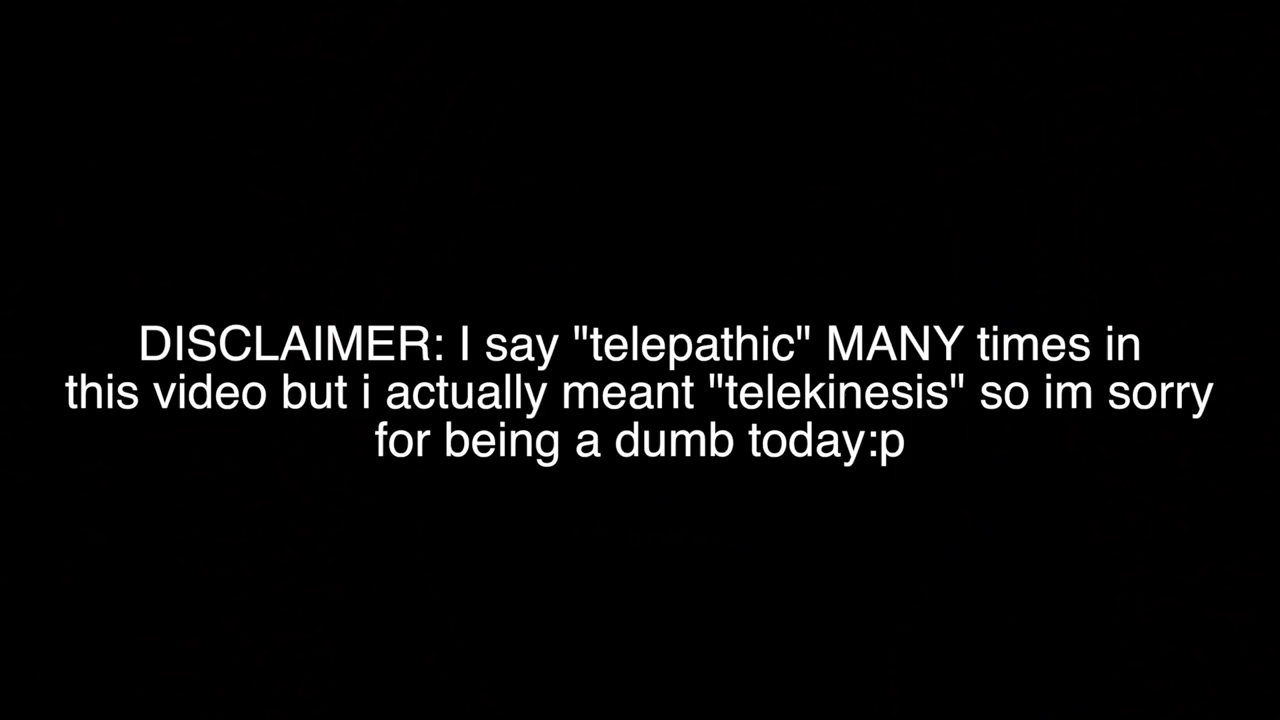 DISCLAIMER: I say "telepathic" MANY times in
this video but i actually meant "telekinesis" so im sorry
for being a dumb today:p